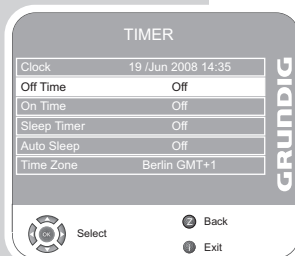 TIMER
Clock 19 /Jun 2008 14:35
Off Time Off
On Time Off
Sleep Timer Off
Auto Sleep Off
Time Zone Berlin GMT+1
GRUNDIG
OK Select
Z Back
i Exit